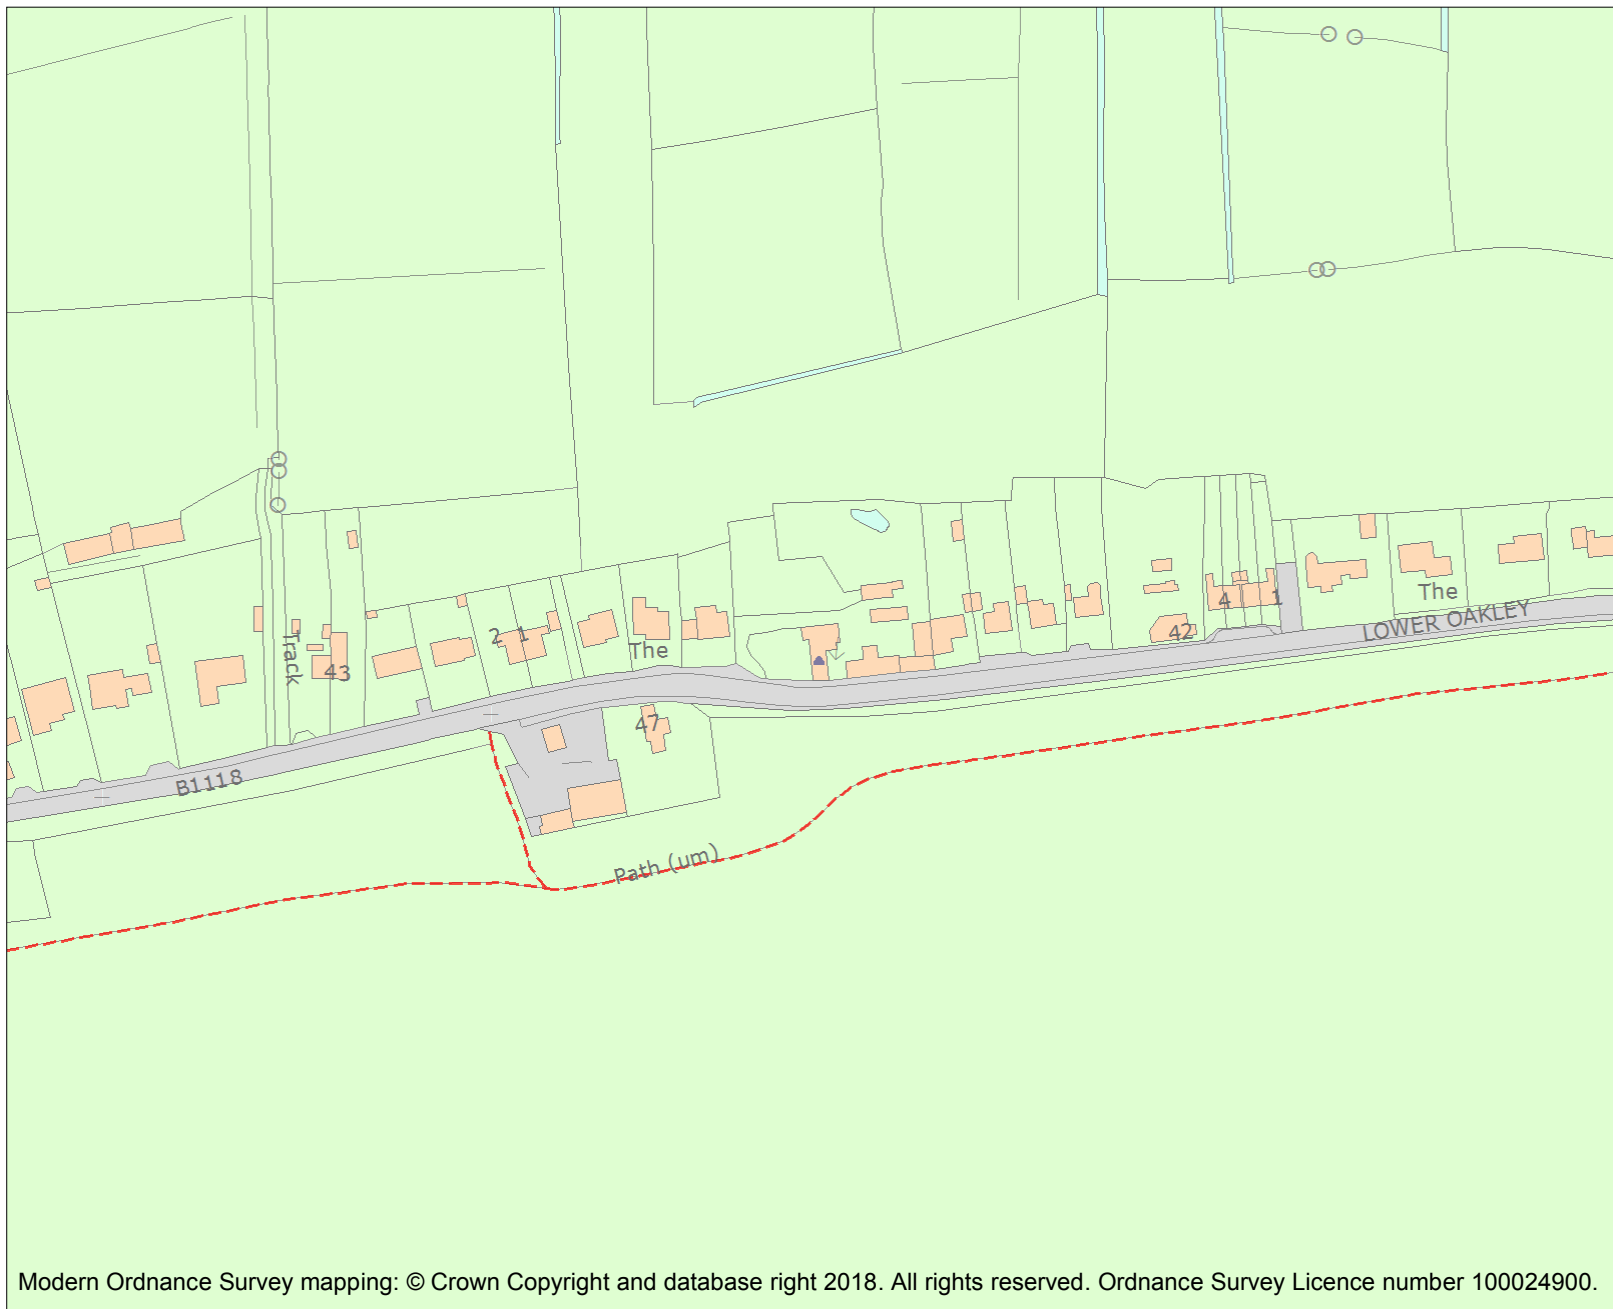 4
1
The
LOWER OAKLEY
42
2
1
The
Track
43
47
B1118
Path (um)
Modern Ordnance Survey mapping: © Crown Copyright and database right 2018. All rights reserved. Ordnance Survey Licence number 100024900.